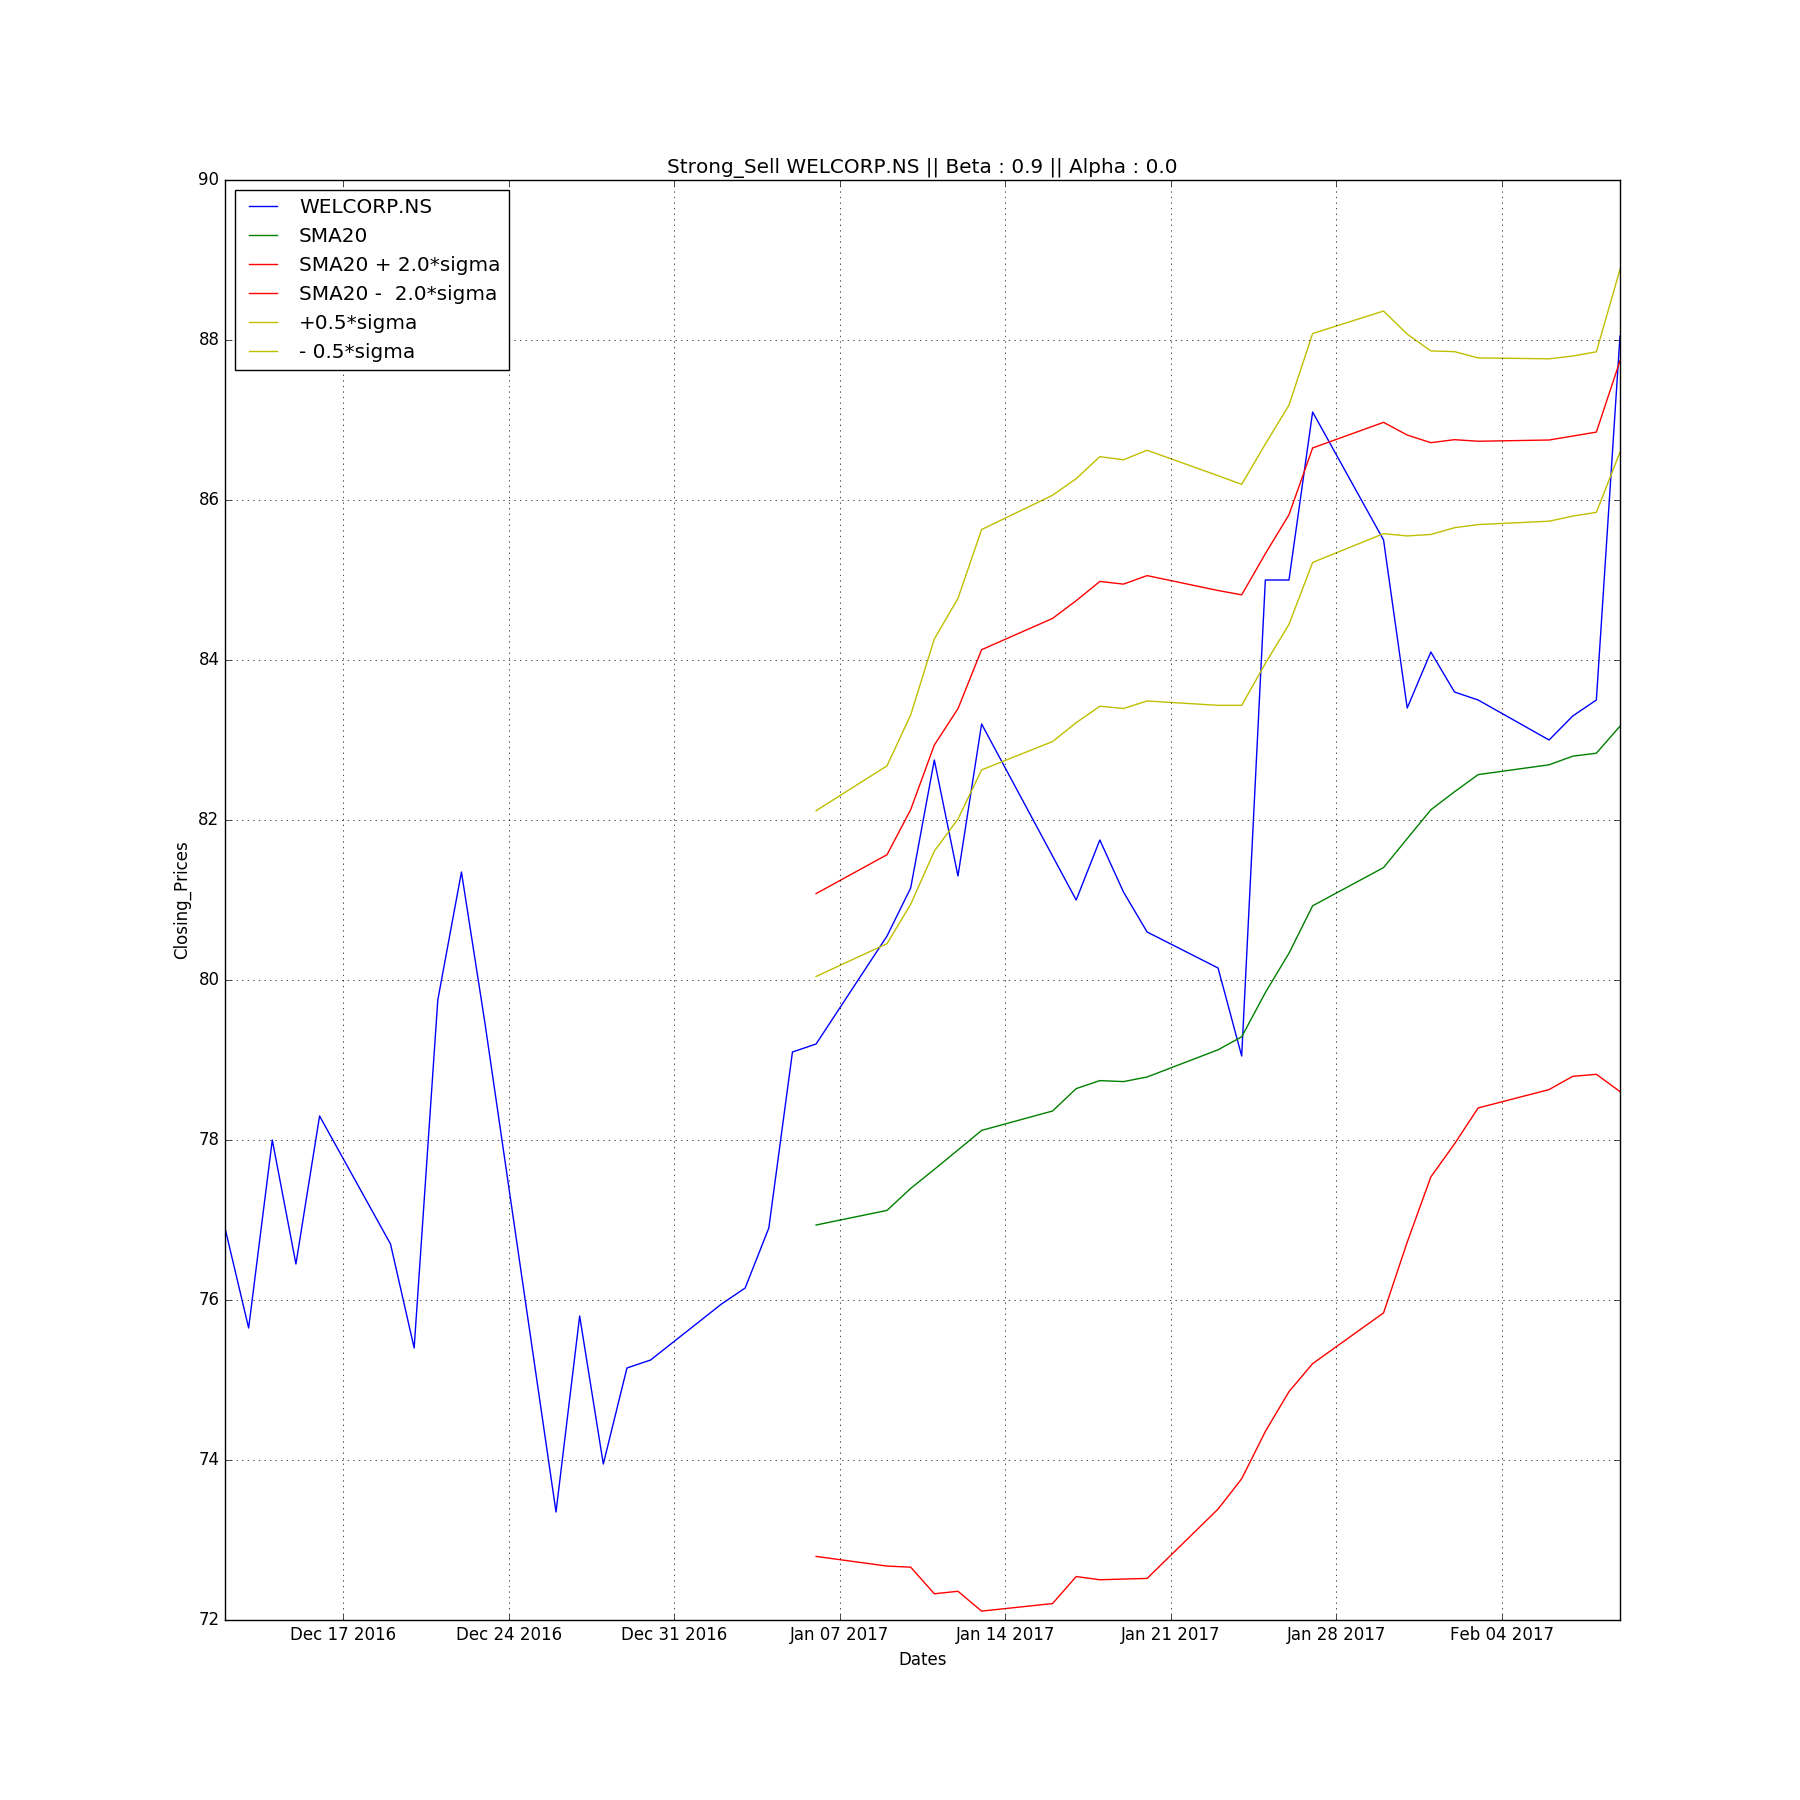 Strong_Sell WELCORP.NS || Beta : 0.9 || Alpha : 0.0
WELCORP.NS
SMA20
SMA20 + 2.0*sigma
SMA20 -  2.0*sigma
+0.5*sigma
- 0.5*sigma
90
88
86
84
82
80
78
76
74
72
Closing_Prices
Dec 17 2016
Dec 24 2016
Dec 31 2016
Jan 07 2017
Jan 14 2017
Jan 21 2017
Jan 28 2017
Feb 04 2017
Dates